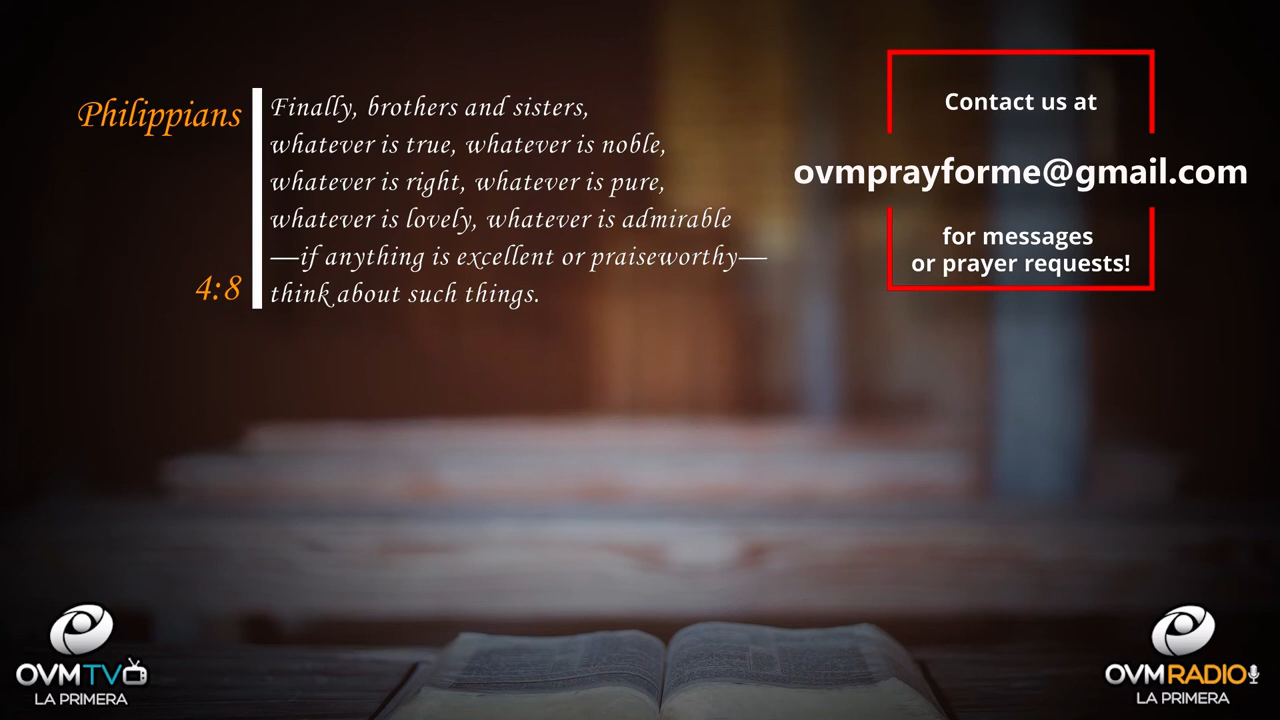 Philippians
4:8
Finally, brothers and sisters,
whatever is true, whatever is noble,
whatever is right, whatever is pure,
whatever is lovely, whatever is admirable
—if anything is excellent or praiseworthy—
think about such things.
Contact us at
ovmprayforme@gmail.com
for messages
or prayer requests!
OVMTV
LA PRIMERA
OVMRADIO
LA PRIMERA